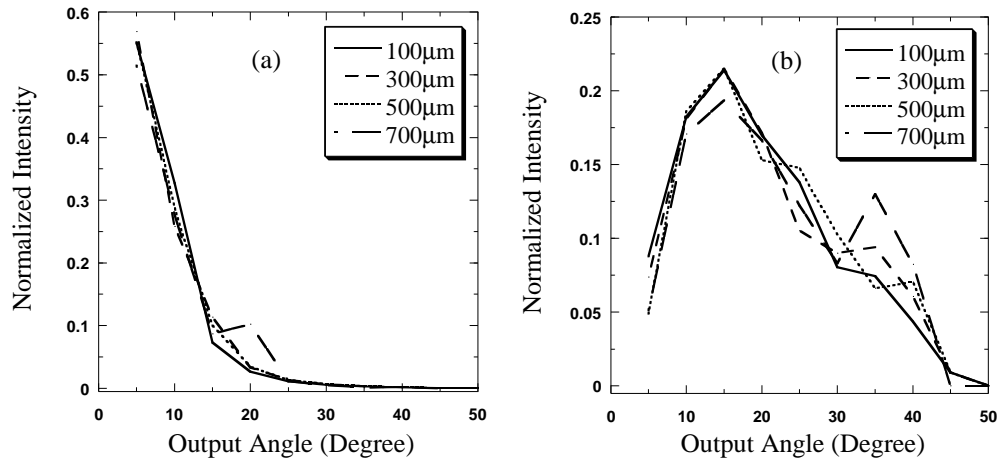 0.6
0.5
0.4
0.3
0.2
0.1
0
Normalized Intensity
(a)
100μm
300μm
500μm
700μm
0 10 20 30 40 50
Output Angle (Degree)
0.25
0.2
0.15
0.1
0.05
0
Normalized Intensity
(b)
100μm
300μm
500μm
700μm
0 10 20 30 40 50
Output Angle (Degree)